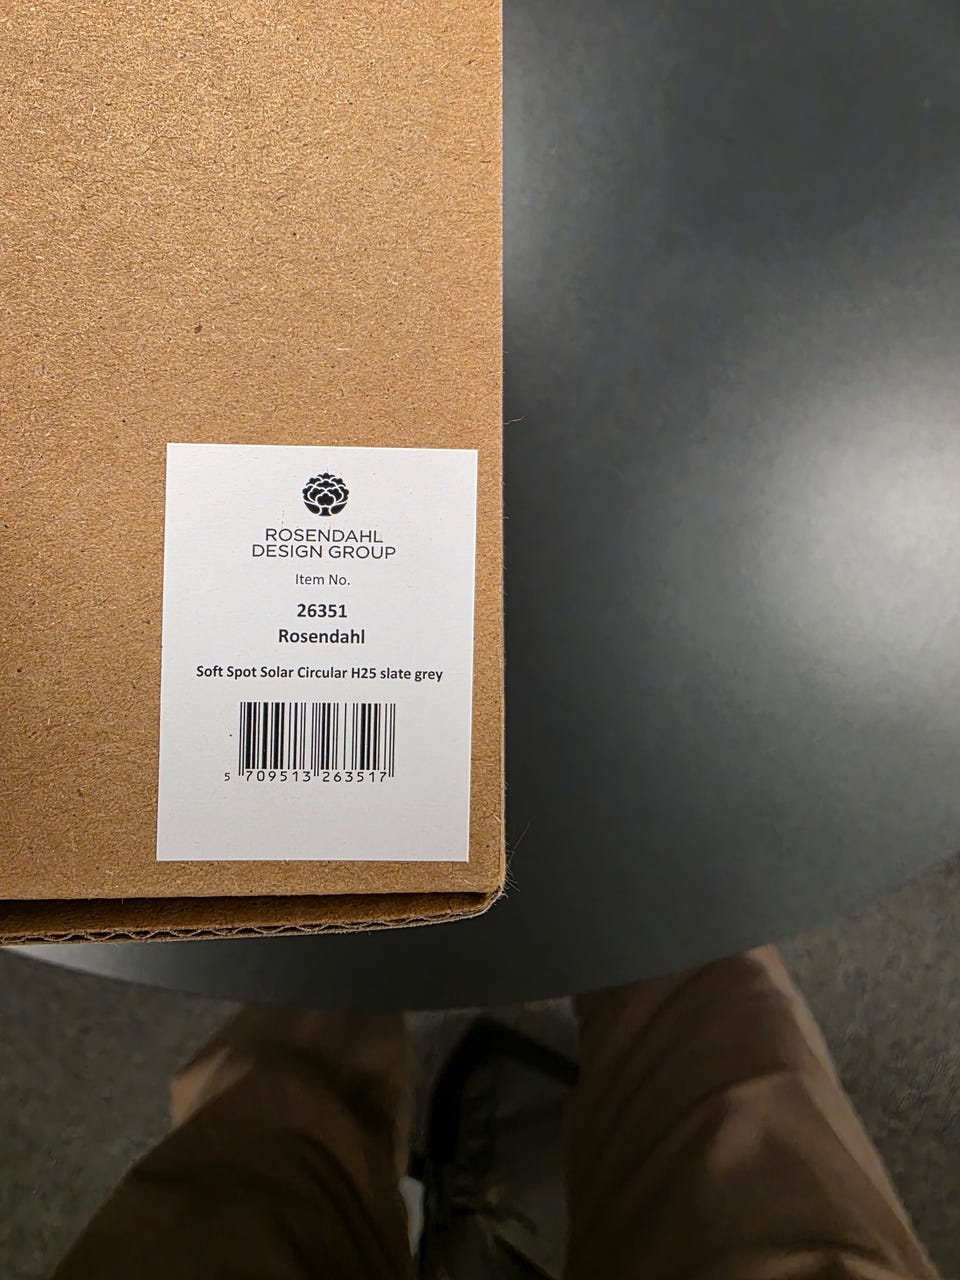 ROSENDAHL
DESIGN GROUP
Item No.
26351
Rosendahl
Soft Spot Solar Circular H25 slate grey
5 709513 263517